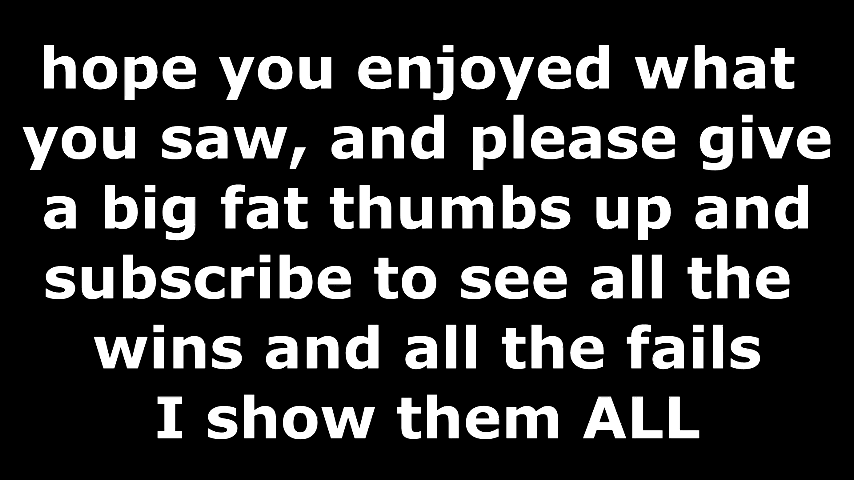 hope you enjoyed what
you saw, and please give
a big fat thumbs up and
subscribe to see all the
wins and all the fails
I show them ALL